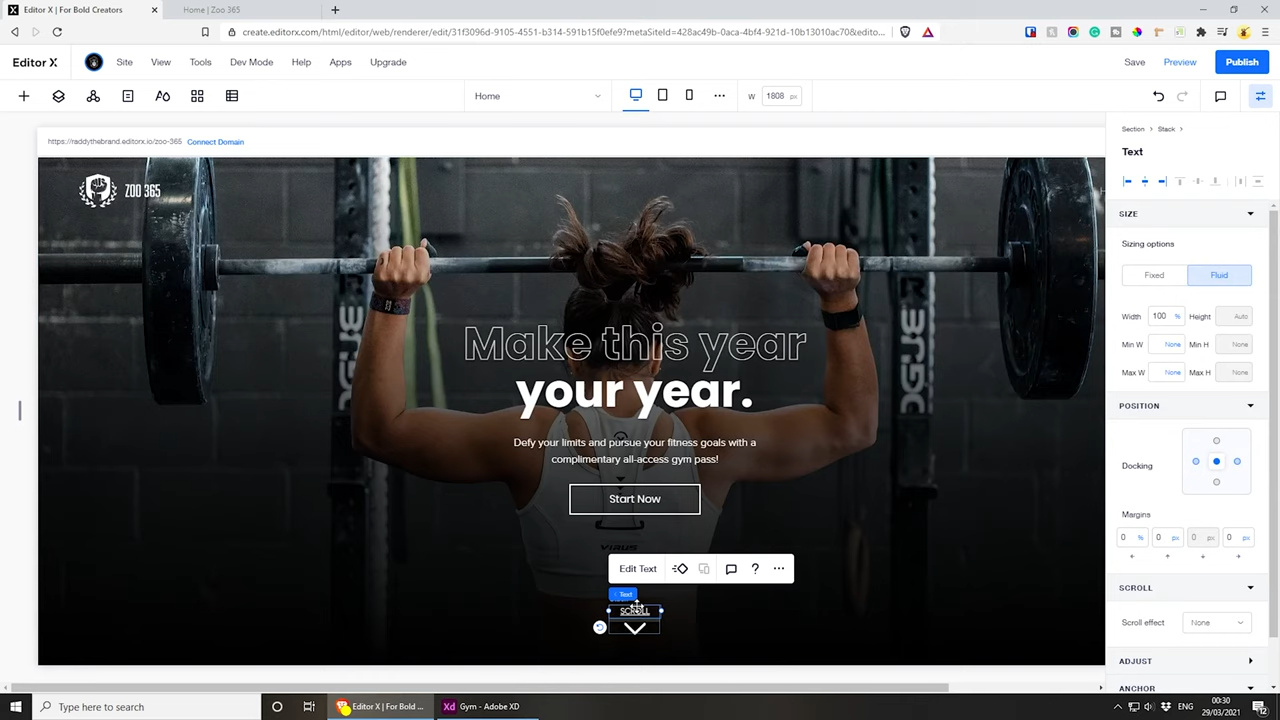 Editor X | For Bold Creators
Home | Zoo 365
create.editorx.com/html/editor/web/renderer/edit/31f3096d-9105-4551-b314-591b15f0efe9?metaSiteId=428ac49b-0aca-4bf4-921d-10b13010ac70&edito...
Editor X
Site
View
Tools
Dev Mode
Help
Apps
Upgrade
Save
Preview
Publish
Home
W
1808
px
https://raddythebrand.editorx.io/zoo-365
Connect Domain
ZOO 365
Make this year
your year.
Defy your limits and pursue your fitness goals with a
complimentary all-access gym pass!
Start Now
VIRUS
Edit Text
?
Text
SCROLL
Section > Stack >
Text
SIZE
Sizing options
Fixed
Fluid
Width 100 % Height Auto
Min W None Min H None
Max W None Max H None
POSITION
Docking
Margins
0 % 0 px 0 px 0 px
SCROLL
Scroll effect None
ADJUST
ANCHOR
Type here to search
Editor X | For Bold ...
Gym - Adobe XD
ENG
00:30
29/03/2021
12